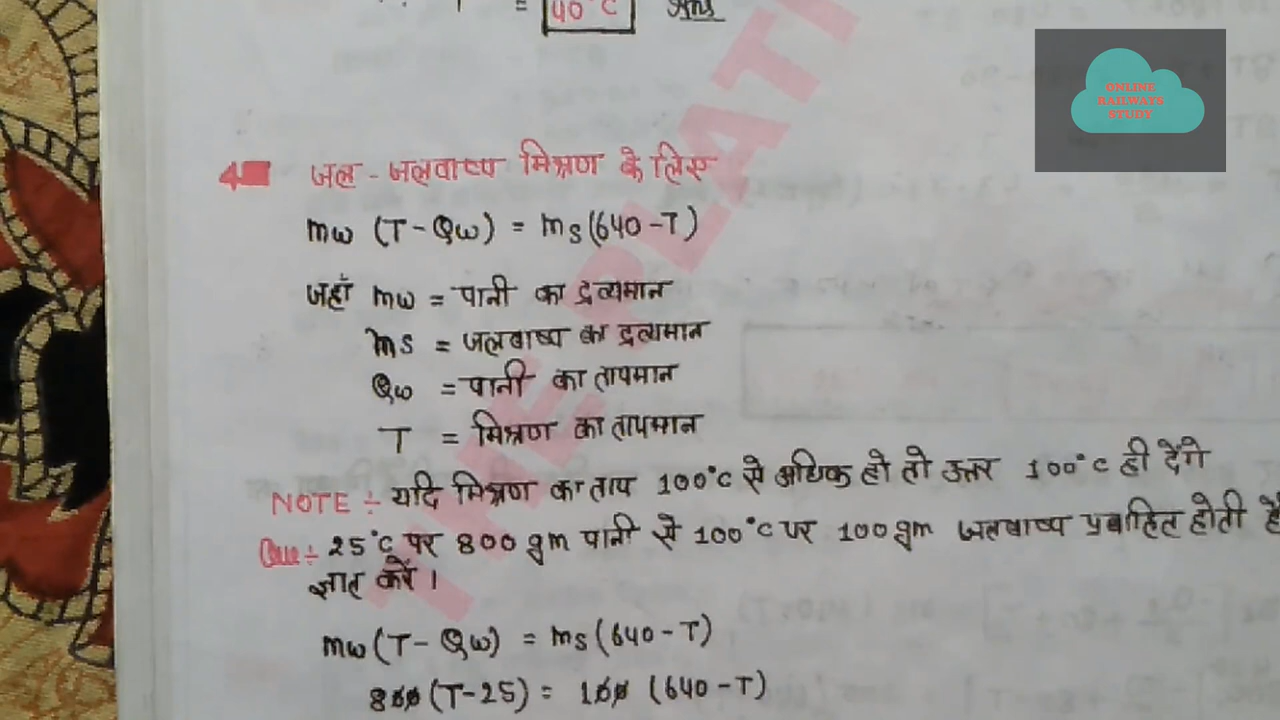 = 40°C Ans
ONLINE
RAILWAYS
STUDY
4 जल - जलवाष्प मिश्रण के लिए
mω (T-Qω) = ms(640-T)
जहाँ mω = पानी का द्रव्यमान
ms = जलवाष्प का द्रव्यमान
Qω = पानी का तापमान
T = मिश्रण का तापमान
NOTE ÷ यदि मिश्रण का ताप 100°C से अधिक हो तो उत्तर 100°C ही देंगे
Que ÷ 25°C पर 800 gm पानी से 100°C पर 100 gm जलवाष्प प्रवाहित होती है
ज्ञात करें।
mω (T-Qω) = ms (640-T)
800 (T-25) = 100 (640-T)
THE PLAT